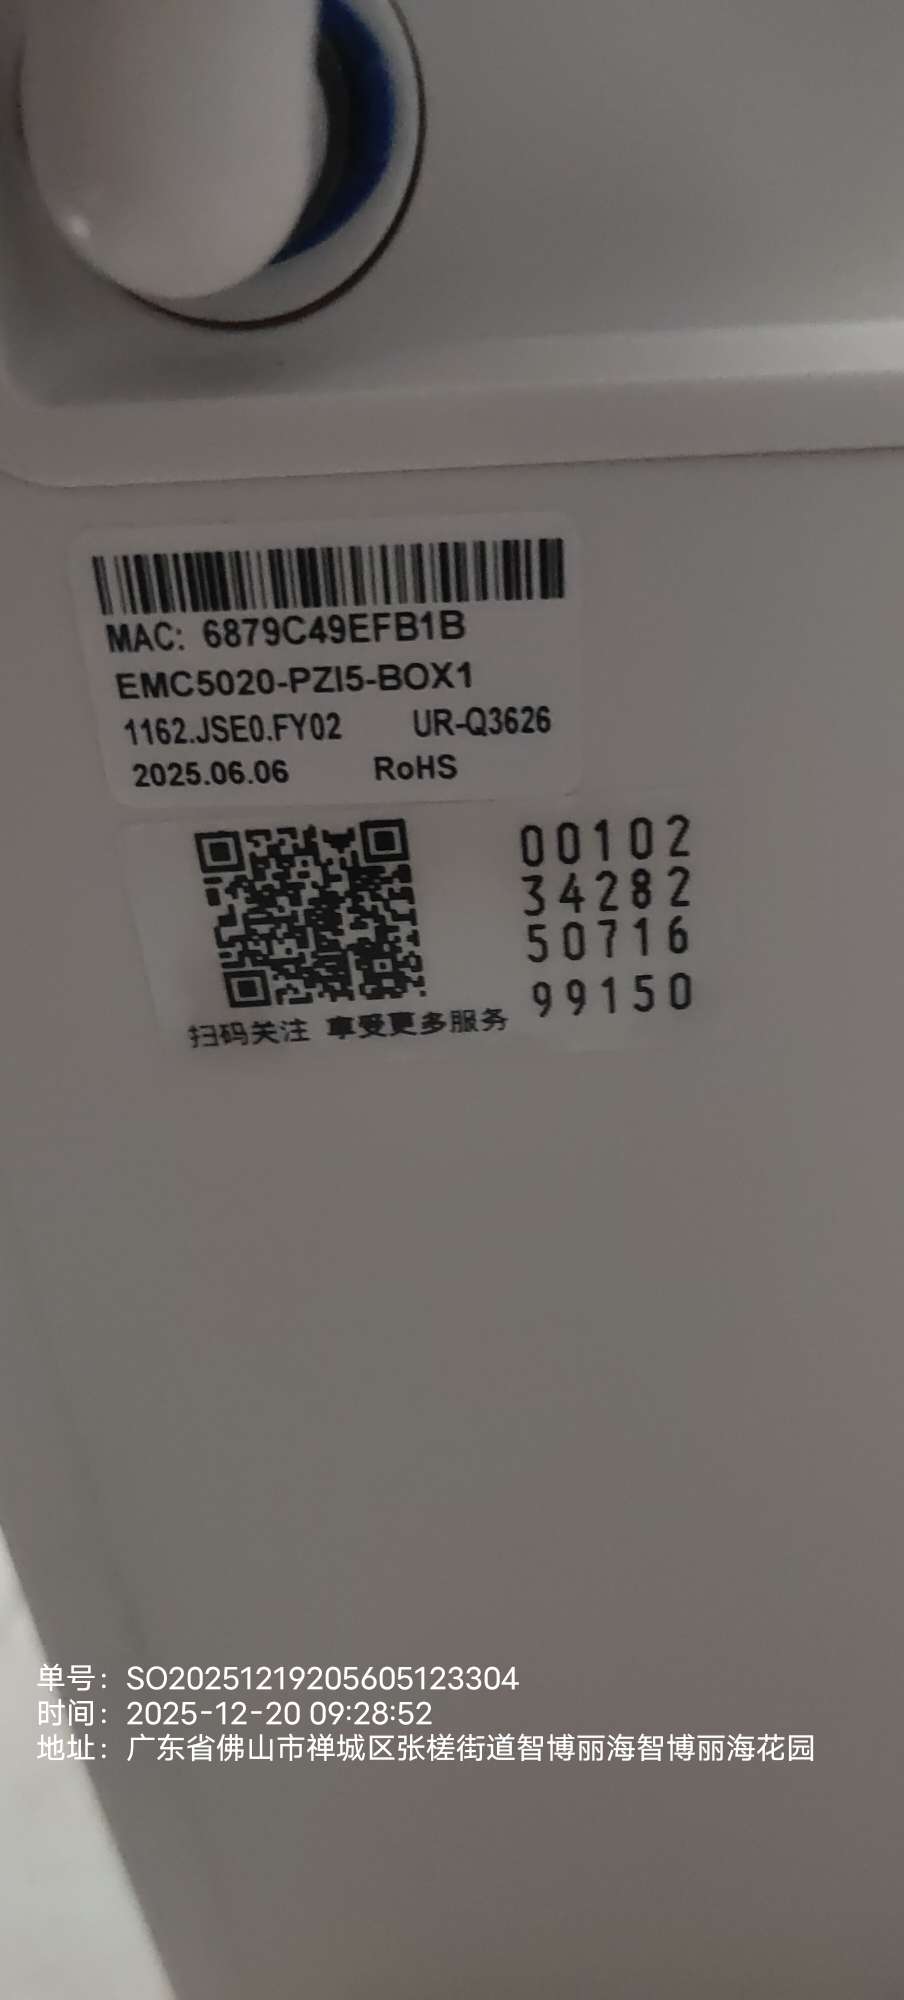 MAC: 6879C49EFB1B
EMC5020-PZI5-BOX1
1162.JSE0.FY02 UR-Q3626
2025.06.06 RoHS
00102
34282
50716
99150
扫码关注 享受更多服务
单号：SO20251219205605123304
时间：2025-12-20 09:28:52
地址：广东省佛山市禅城区张槎街道智博丽海智博丽海花园